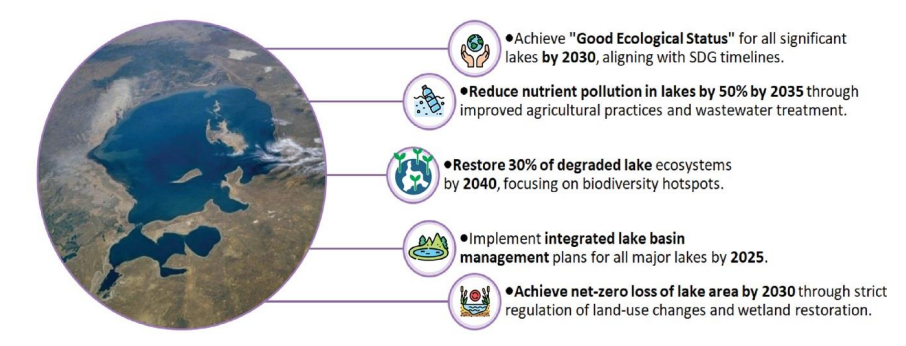 ●Achieve "Good Ecological Status" for all significant
lakes by 2030, aligning with SDG timelines.
●Reduce nutrient pollution in lakes by 50% by 2035 through
improved agricultural practices and wastewater treatment.
●Restore 30% of degraded lake ecosystems
by 2040, focusing on biodiversity hotspots.
●Implement integrated lake basin
management plans for all major lakes by 2025.
●Achieve net-zero loss of lake area by 2030 through strict
regulation of land-use changes and wetland restoration.